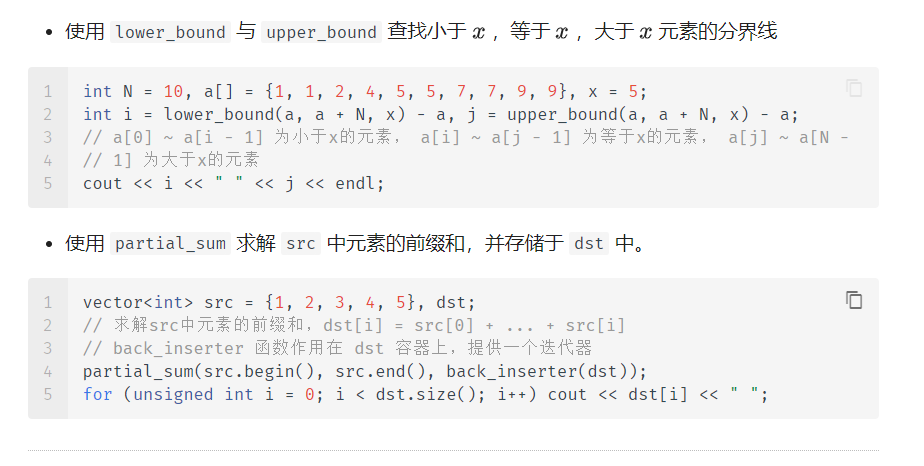 使用 lower_bound 与 upper_bound 查找小于 x ，等于 x ，大于 x 元素的分界线
1 int N = 10, a[] = {1, 1, 2, 4, 5, 5, 7, 7, 9, 9}, x = 5;
2 int i = lower_bound(a, a + N, x) - a, j = upper_bound(a, a + N, x) - a;
3 // a[0] ~ a[i - 1] 为小于x的元素， a[i] ~ a[j - 1] 为等于x的元素， a[j] ~ a[N -
4 // 1] 为大于x的元素
5 cout << i << " " << j << endl;
使用 partial_sum 求解 src 中元素的前缀和，并存储于 dst 中。
1 vector<int> src = {1, 2, 3, 4, 5}, dst;
2 // 求解src中元素的前缀和，dst[i] = src[0] + ... + src[i]
3 // back_inserter 函数作用在 dst 容器上，提供一个迭代器
4 partial_sum(src.begin(), src.end(), back_inserter(dst));
5 for (unsigned int i = 0; i < dst.size(); i++) cout << dst[i] << " ";